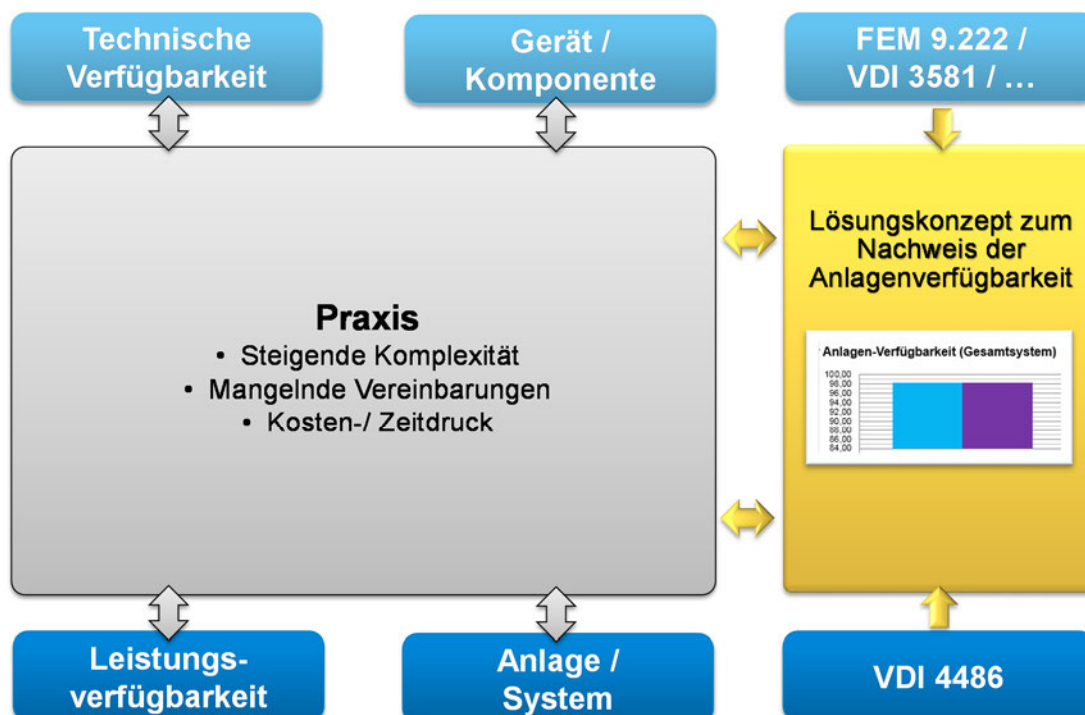 Technische
Verfügbarkeit
Gerät /
Komponente
FEM 9.222 /
VDI 3581 / ...
Praxis
• Steigende Komplexität
• Mangelnde Vereinbarungen
• Kosten-/ Zeitdruck
Lösungskonzept zum
Nachweis der
Anlagenverfügbarkeit
Anlagen-Verfügbarkeit (Gesamtsystem)
100,00
98,00
96,00
94,00
92,00
90,00
88,00
86,00
84,00
Leistungs-
verfügbarkeit
Anlage /
System
VDI 4486